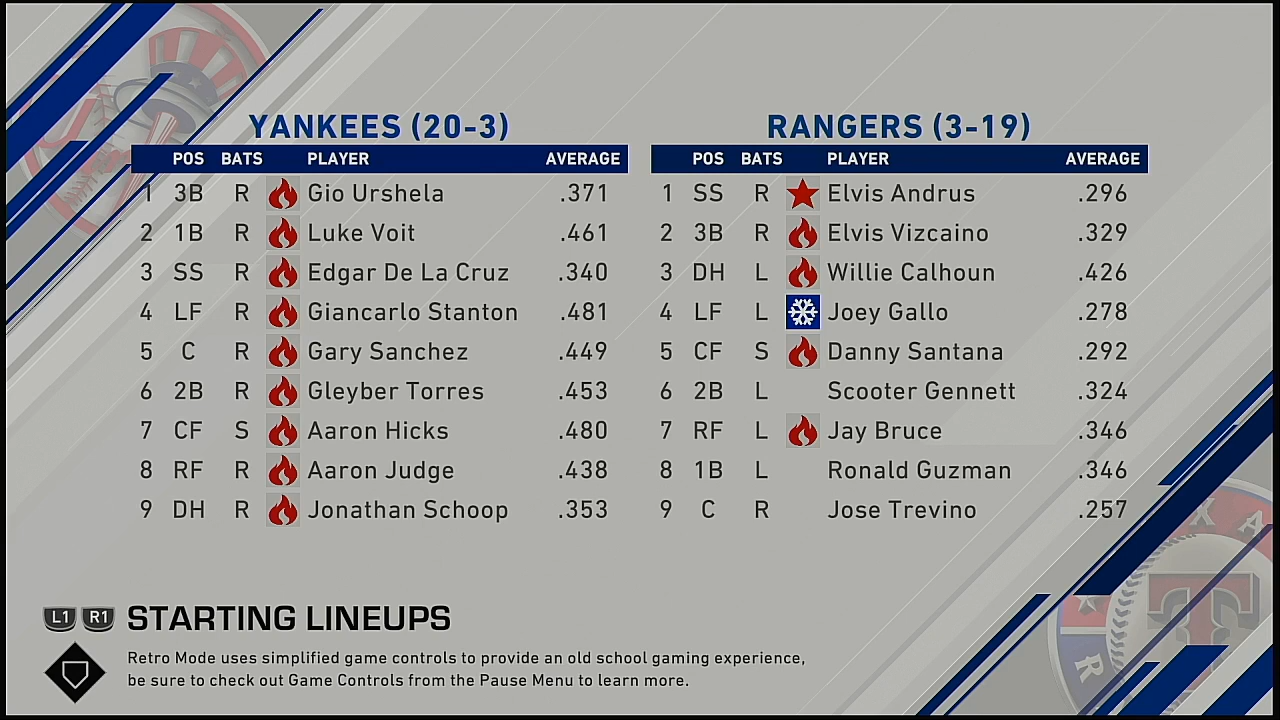 YANKEES (20-3)
POS BATS PLAYER AVERAGE
1 3B R Gio Urshela .371
2 1B R Luke Voit .461
3 SS R Edgar De La Cruz .340
4 LF R Giancarlo Stanton .481
5 C R Gary Sanchez .449
6 2B R Gleyber Torres .453
7 CF S Aaron Hicks .480
8 RF R Aaron Judge .438
9 DH R Jonathan Schoop .353
RANGERS (3-19)
POS BATS PLAYER AVERAGE
1 SS R Elvis Andrus .296
2 3B R Elvis Vizcaino .329
3 DH L Willie Calhoun .426
4 LF L Joey Gallo .278
5 CF S Danny Santana .292
6 2B L Scooter Gennett .324
7 RF L Jay Bruce .346
8 1B L Ronald Guzman .346
9 C R Jose Trevino .257
L1 R1 STARTING LINEUPS
Retro Mode uses simplified game controls to provide an old school gaming experience,
be sure to check out Game Controls from the Pause Menu to learn more.
X A
T
R